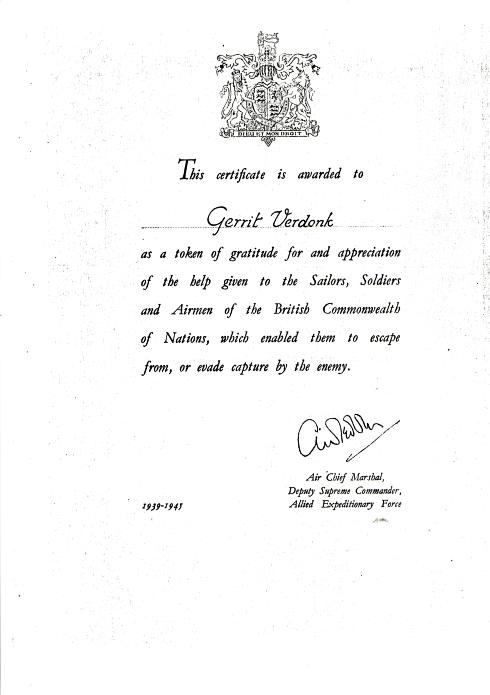 DIEU ET MON DROIT
This certificate is awarded to
Gerrit Verdonk
as a token of gratitude for and appreciation
of the help given to the Sailors, Soldiers
and Airmen of the British Commonwealth
of Nations, which enabled them to escape
from, or evade capture by the enemy.
Air Chief Marshal,
Deputy Supreme Commander,
1939-1945
Allied Expeditionary Force